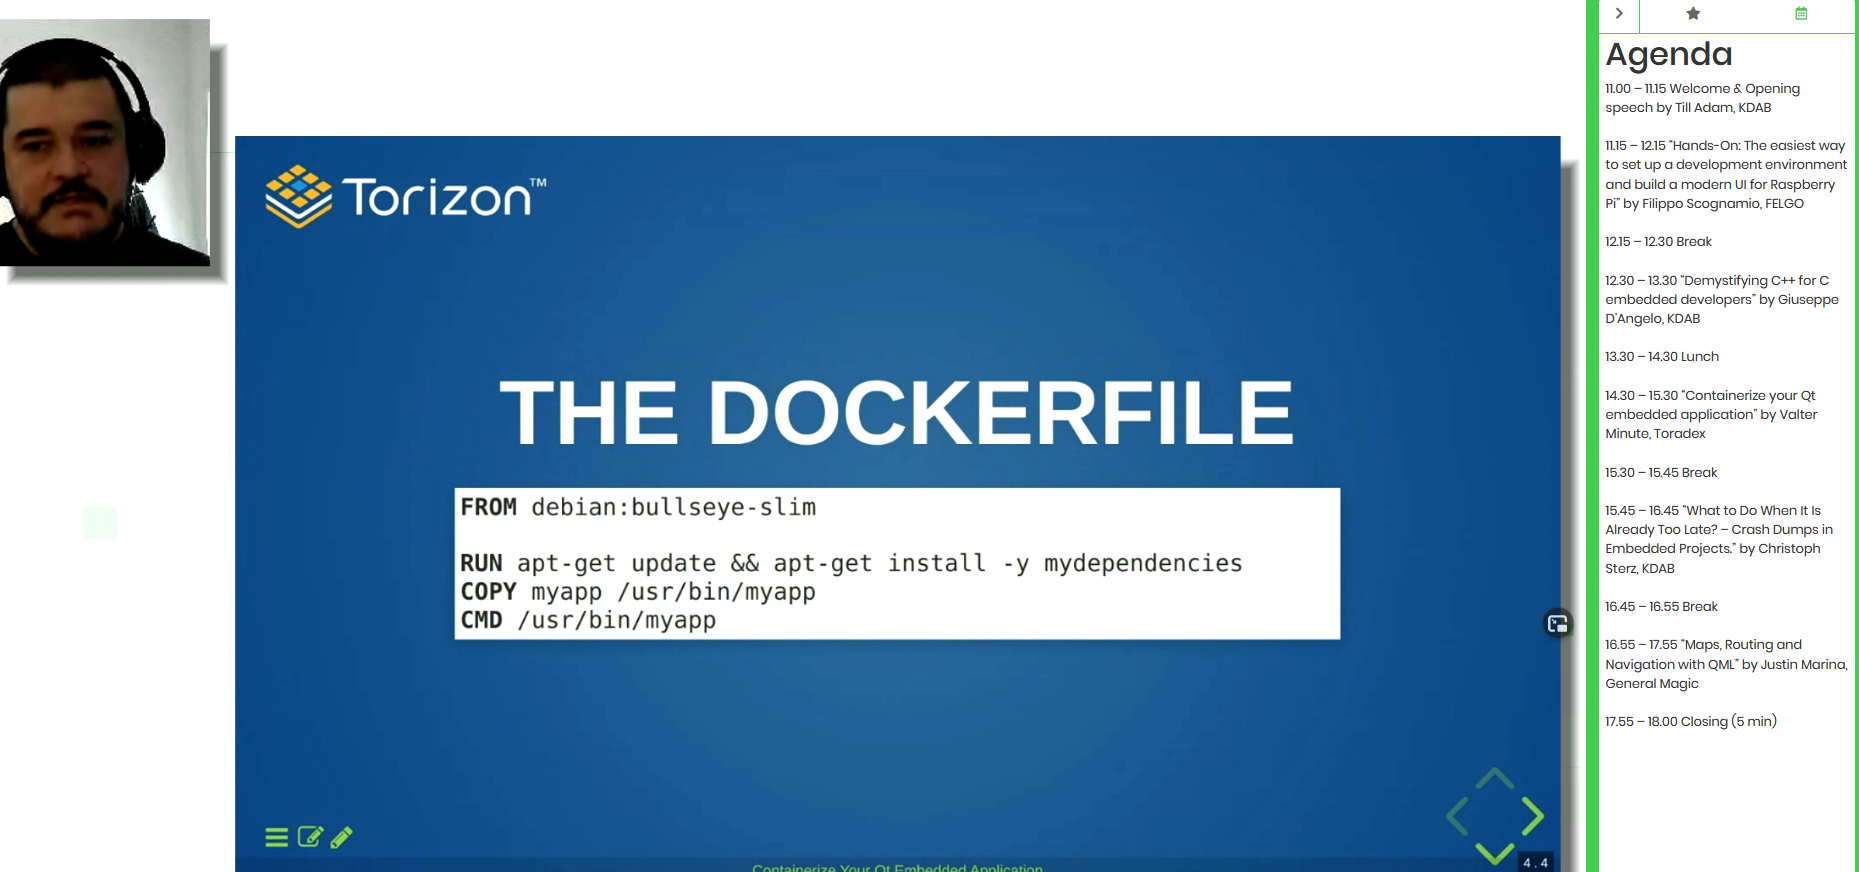 Torizon™
THE DOCKERFILE
FROM debian:bullseye-slim
RUN apt-get update && apt-get install -y mydependencies
COPY myapp /usr/bin/myapp
CMD /usr/bin/myapp
Containerize Your Qt Embedded Application
4.4
Agenda
11.00 – 11.15 Welcome & Opening
speech by Till Adam, KDAB
11.15 – 12.15 "Hands-On: The easiest way
to set up a development environment
and build a modern UI for Raspberry
Pi" by Filippo Scognamio, FELGO
12.15 – 12.30 Break
12.30 – 13.30 "Demystifying C++ for C
embedded developers" by Giuseppe
D'Angelo, KDAB
13.30 – 14.30 Lunch
14.30 – 15.30 "Containerize your Qt
embedded application" by Valter
Minute, Toradex
15.30 – 15.45 Break
15.45 – 16.45 "What to Do When It Is
Already Too Late? – Crash Dumps in
Embedded Projects." by Christoph
Sterz, KDAB
16.45 – 16.55 Break
16.55 – 17.55 "Maps, Routing and
Navigation with QML" by Justin Marina,
General Magic
17.55 – 18.00 Closing (5 min)